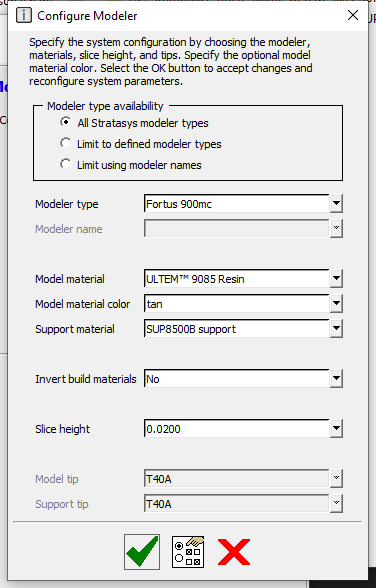 Configure Modeler
Specify the system configuration by choosing the modeler,
materials, slice height, and tips. Specify the optional model
material color. Select the OK button to accept changes and
reconfigure system parameters.
Modeler type availability
All Stratasys modeler types
Limit to defined modeler types
Limit using modeler names
Modeler type Fortus 900mc
Modeler name
Model material ULTEM™ 9085 Resin
Model material color tan
Support material SUP8500B support
Invert build materials No
Slice height 0.0200
Model tip T40A
Support tip T40A